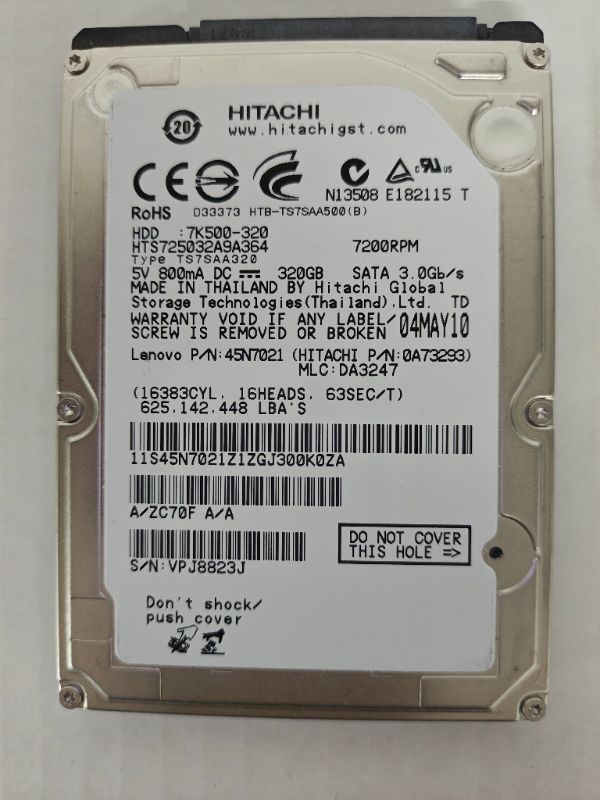 20
HITACHI
www.hitachigst.com
CE
c UL us
N13508 E182115 T
RoHS D33373 HTB-TS7SAA500(B)
HDD :7K500-320
HTS725032A9A364 7200RPM
Type TS7SAA320
5V 800mA DC 320GB SATA 3.0Gb/s
MADE IN THAILAND BY Hitachi Global
Storage Technologies(Thailand),Ltd. TD
WARRANTY VOID IF ANY LABEL/
SCREW IS REMOVED OR BROKEN 04MAY10
Lenovo P/N:45N7021 (HITACHI P/N:0A73293)
MLC:DA3247
(16383CYL, 16HEADS, 63SEC/T)
625,142,448 LBA'S
11S45N7021Z1ZGJ300K0ZA
A/ZC70F A/A
DO NOT COVER
THIS HOLE =>
S/N:VPJ8823J
Don't shock/
push cover